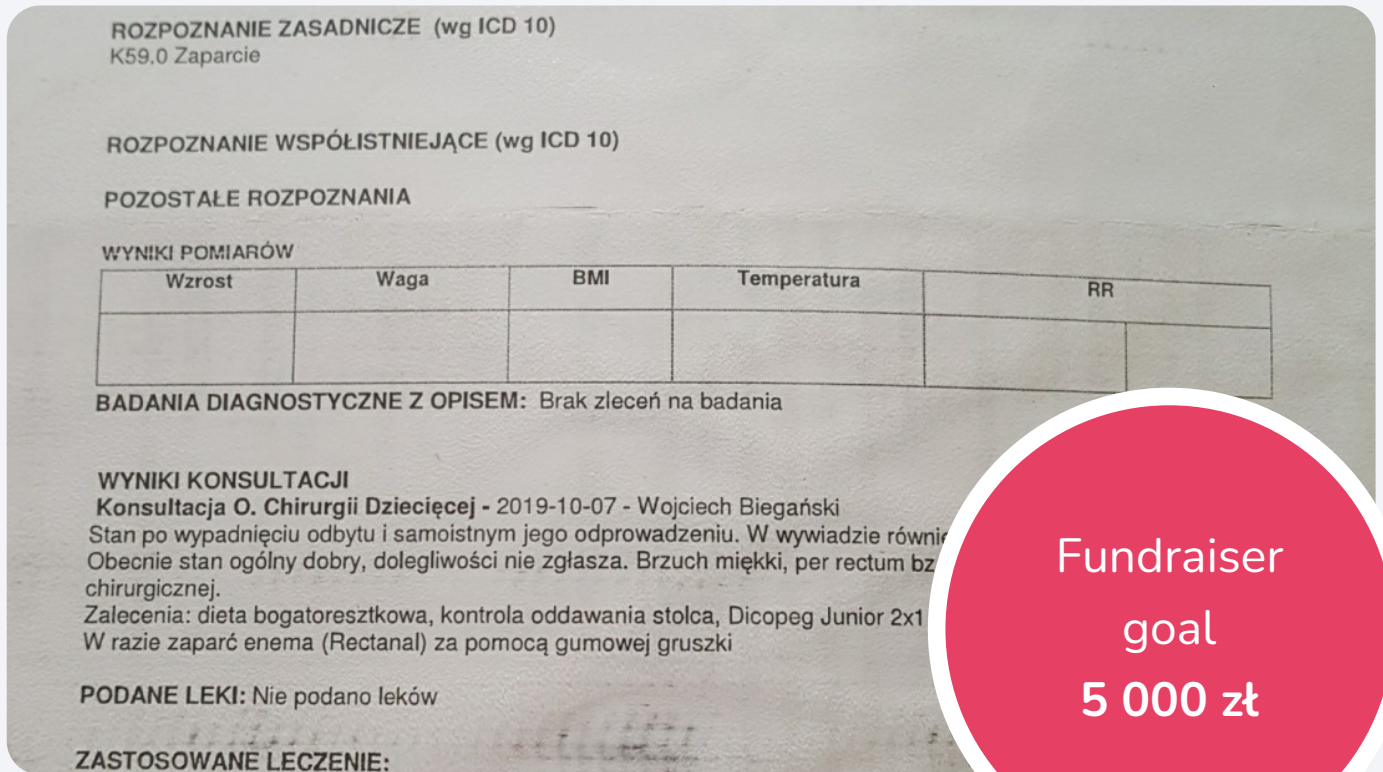 ROZPOZNANIE ZASADNICZE (wg ICD 10)
K59.0 Zaparcie
ROZPOZNANIE WSPÓŁISTNIEJĄCE (wg ICD 10)
POZOSTAŁE ROZPOZNANIA
WYNIKI POMIARÓW
Wzrost Waga BMI Temperatura RR
BADANIA DIAGNOSTYCZNE Z OPISEM: Brak zleceń na badania
WYNIKI KONSULTACJI
Konsultacja O. Chirurgii Dziecięcej - 2019-10-07 - Wojciech Biegański
Stan po wypadnięciu odbytu i samoistnym jego odprowadzeniu. W wywiadzie
Obecnie stan ogólny dobry, dolegliwości nie zgłasza. Brzuch miękki, per rectum bz
chirurgicznej.
Zalecenia: dieta bogatoresztkowa, kontrola oddawania stolca, Dicopeg Junior 2x1
W razie zaparć enema (Rectanal) za pomocą gumowej gruszki
PODANE LEKI: Nie podano leków
ZASTOSOWANE LECZENIE:
Fundraiser
goal
5 000 zł